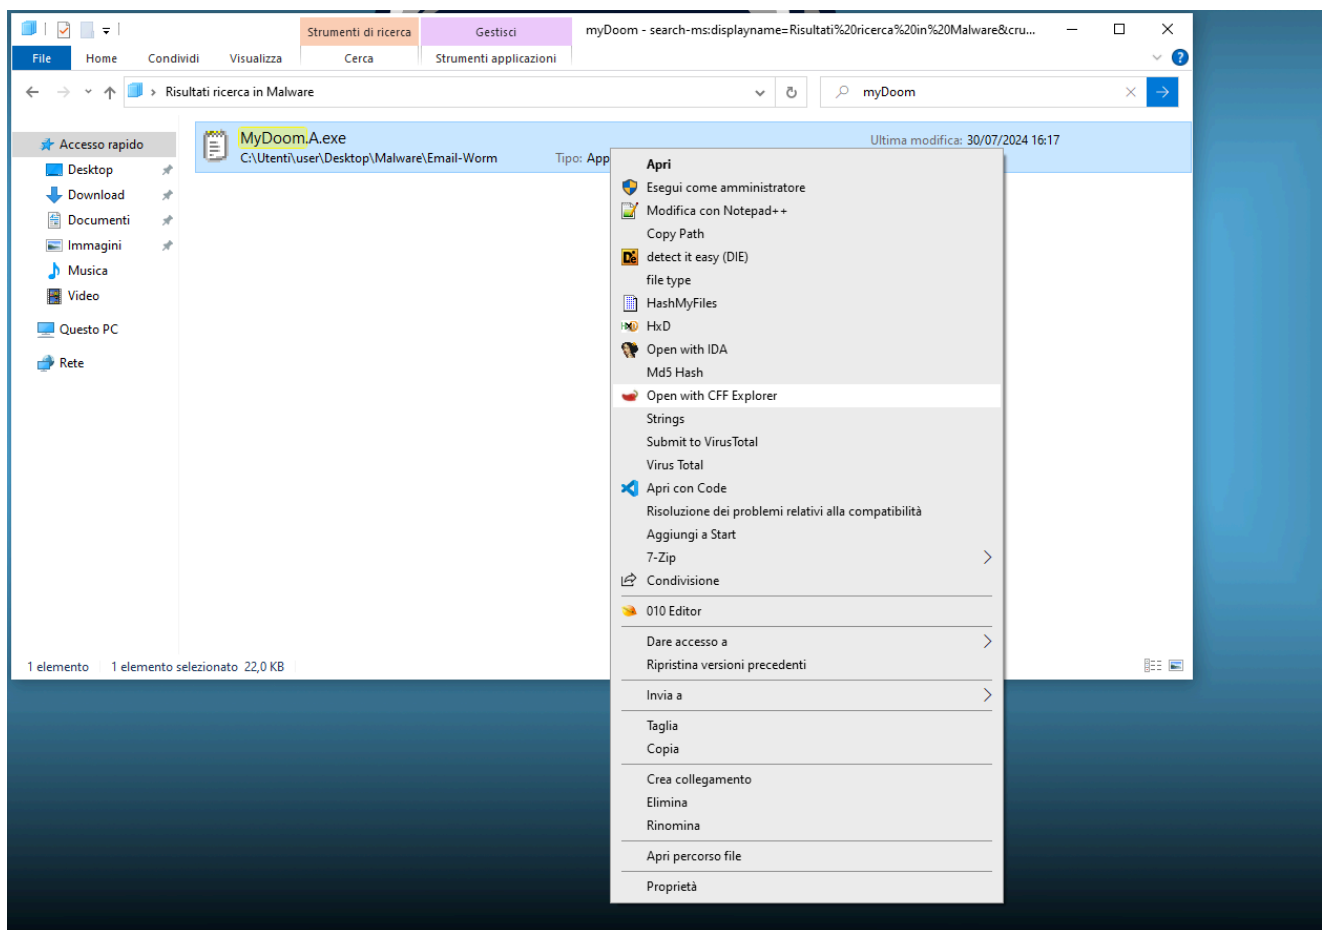 Strumenti di ricerca
Gestisci
myDoom - search-ms:displayname=Risultati%20ricerca%20in%20Malware&cru...
File
Home
Condividi
Visualizza
Cerca
Strumenti applicazioni
Risultati ricerca in Malware
myDoom
Accesso rapido
Desktop
Download
Documenti
Immagini
Musica
Video
Questo PC
Rete
MyDoom.A.exe
C:\Utenti\user\Desktop\Malware\Email-Worm
Tipo: App
Ultima modifica: 30/07/2024 16:17
Apri
Esegui come amministratore
Modifica con Notepad++
Copy Path
detect it easy (DIE)
file type
HashMyFiles
HxD
Open with IDA
Md5 Hash
Open with CFF Explorer
Strings
Submit to VirusTotal
Virus Total
Apri con Code
Risoluzione dei problemi relativi alla compatibilità
Aggiungi a Start
7-Zip
Condivisione
010 Editor
Dare accesso a
Ripristina versioni precedenti
Invia a
Taglia
Copia
Crea collegamento
Elimina
Rinomina
Apri percorso file
Proprietà
1 elemento
1 elemento selezionato 22,0 KB